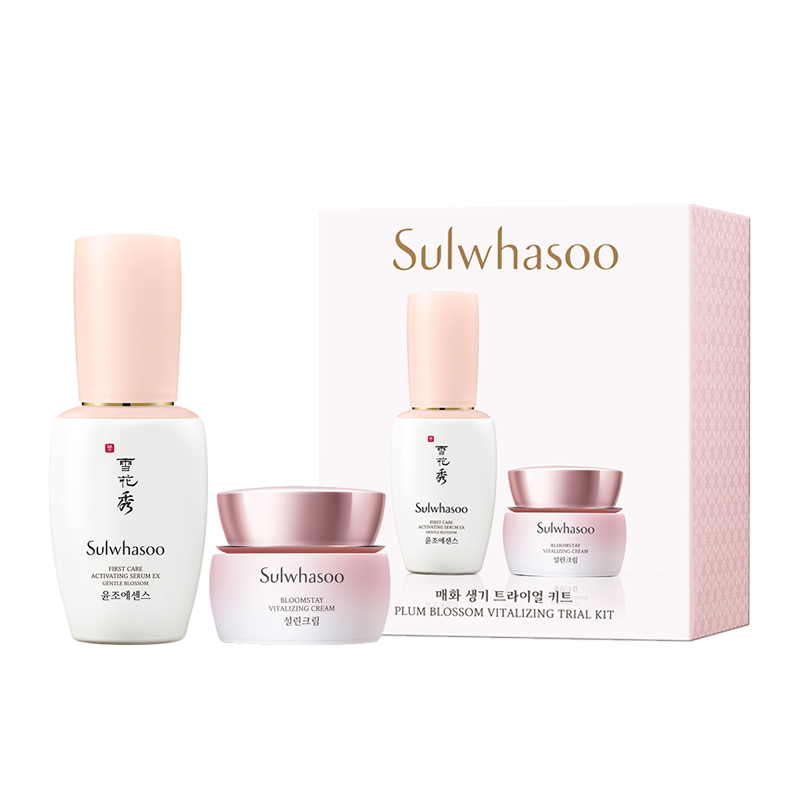 雪花秀
Sulwhasoo
FIRST CARE
ACTIVATING SERUM EX
GENTLE BLOSSOM
윤조에센스
Sulwhasoo
BLOOMSTAY
VITALIZING CREAM
설린크림
Sulwhasoo
雪花秀
Sulwhasoo
FIRST CARE
ACTIVATING SERUM EX
GENTLE BLOSSOM
윤조에센스
Sulwhasoo
BLOOMSTAY
VITALIZING CREAM
설린크림
매화 생기 트라이얼 키트
PLUM BLOSSOM VITALIZING TRIAL KIT